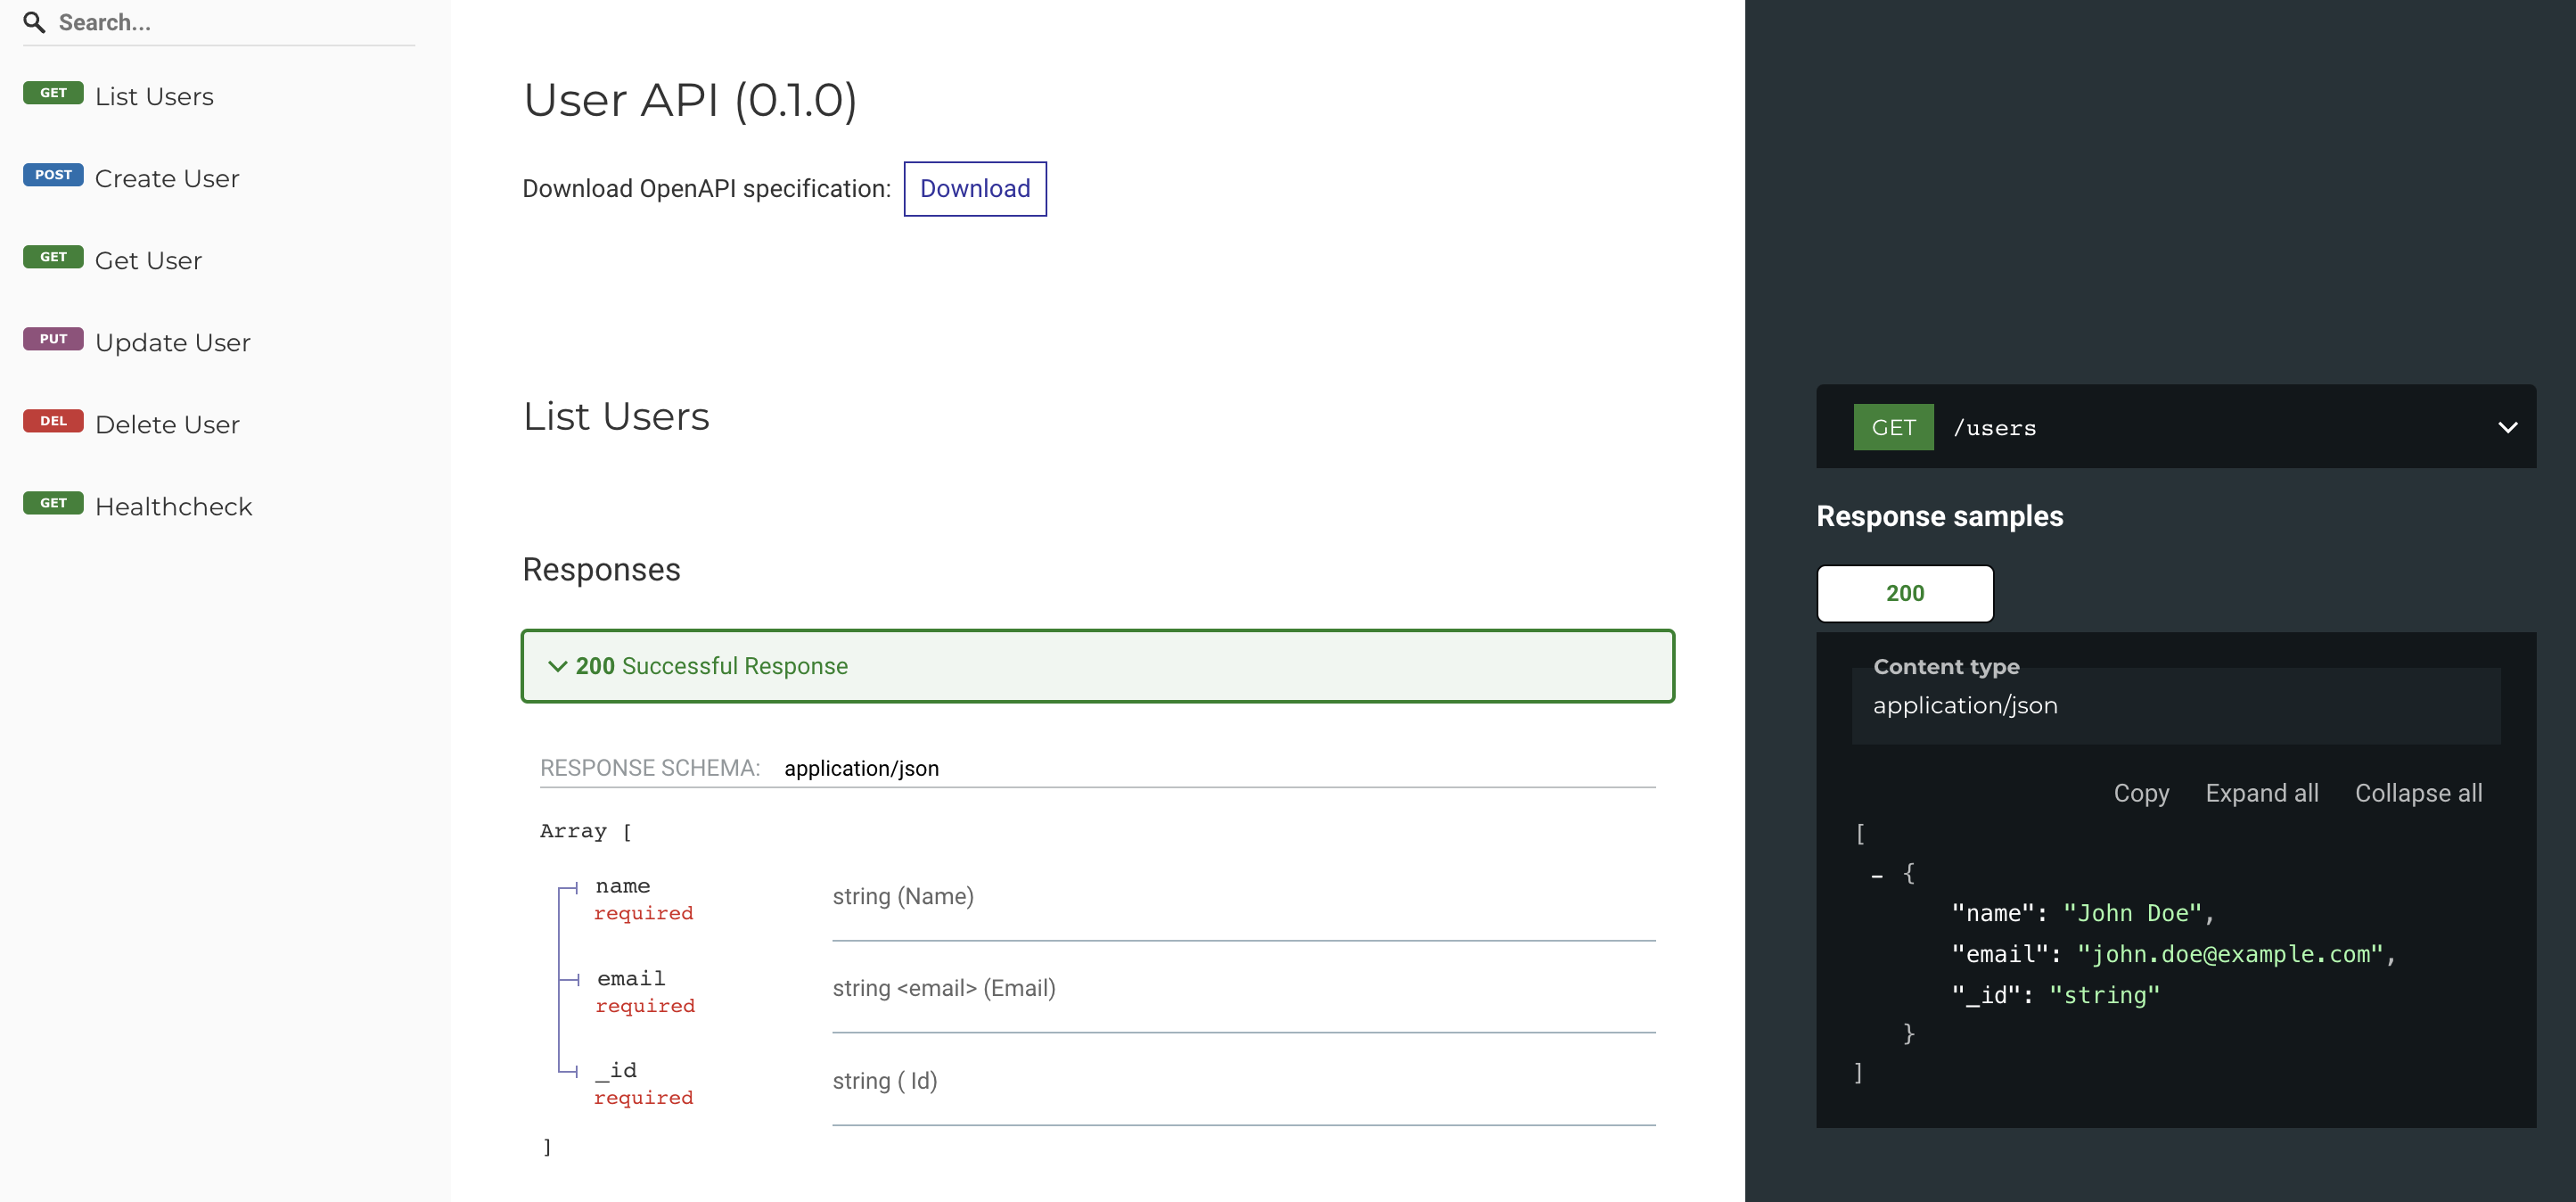 Search...
GET List Users
POST Create User
GET Get User
PUT Update User
DEL Delete User
GET Healthcheck
User API (0.1.0)
Download OpenAPI specification: Download
List Users
Responses
200 Successful Response
RESPONSE SCHEMA: application/json
Array [
name
required
string (Name)
email
required
string <email> (Email)
_id
required
string ( Id)
]
GET /users
Response samples
200
Content type
application/json
Copy Expand all Collapse all
[
- {
"name": "John Doe",
"email": "john.doe@example.com",
"_id": "string"
}
]